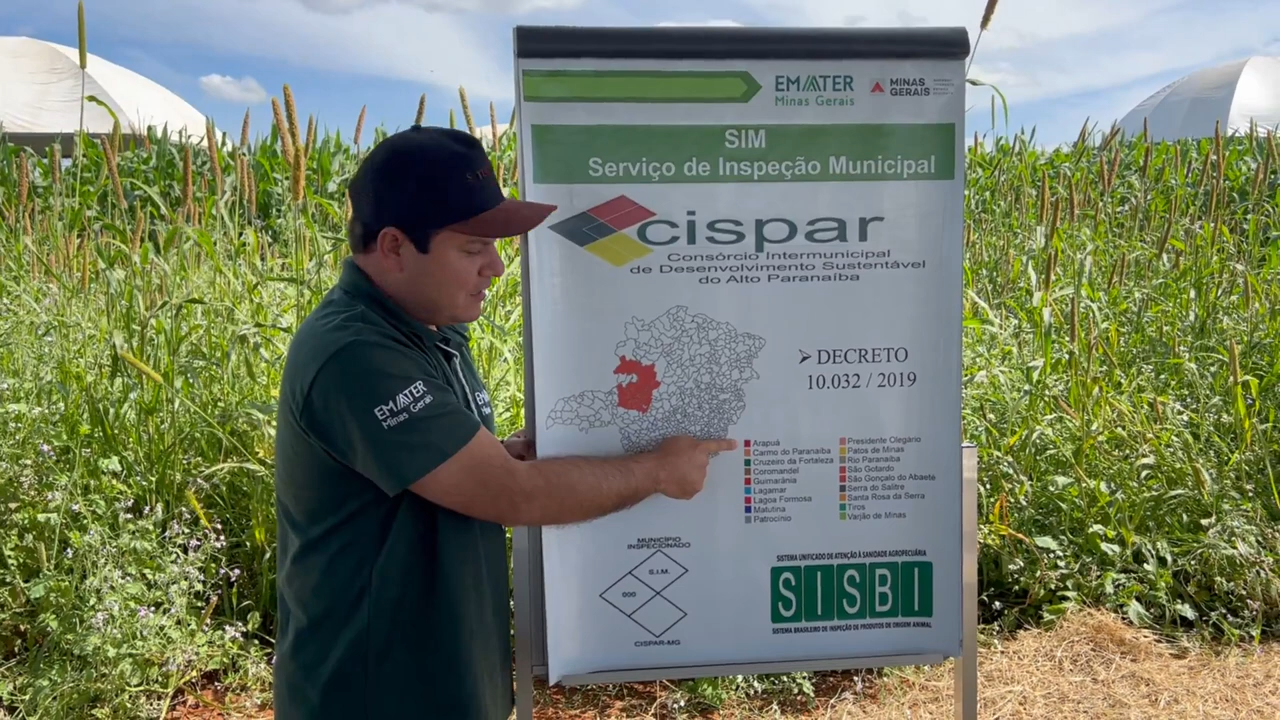 EMATER
Minas Gerais
MINAS
GERAIS
SIM
Serviço de Inspeção Municipal
cispar
Consórcio Intermunicipal
de Desenvolvimento Sustentável
do Alto Paranaíba
➢ DECRETO
10.032 / 2019
Arapuá
Carmo do Paranaíba
Cruzeiro da Fortaleza
Coromandel
Guimarânia
Lagamar
Lagoa Formosa
Matutina
Patrocínio
Presidente Olegário
Patos de Minas
Rio Paranaíba
São Gotardo
São Gonçalo do Abaeté
Serra do Salitre
Santa Rosa da Serra
Tiros
Varjão de Minas
MUNICÍPIO
INSPECIONADO
S.I.M.
000
CISPAR-MG
SISTEMA UNIFICADO DE ATENÇÃO À SANIDADE AGROPECUÁRIA
SISBI
SISTEMA BRASILEIRO DE INSPEÇÃO DE PRODUTOS DE ORIGEM ANIMAL
EMATER
Minas Gerais